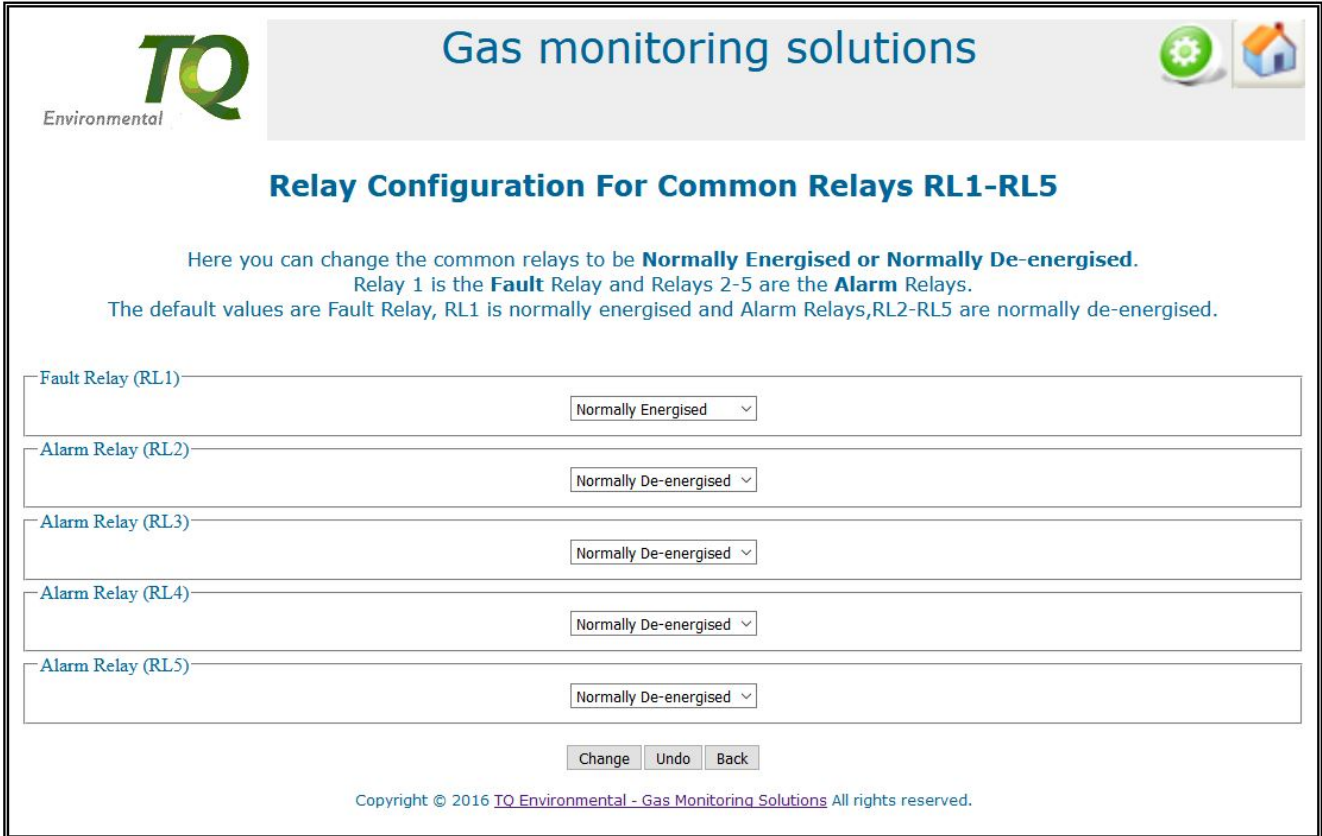 TQ
Environmental
Gas monitoring solutions
Relay Configuration For Common Relays RL1-RL5
Here you can change the common relays to be Normally Energised or Normally De-energised.
Relay 1 is the Fault Relay and Relays 2-5 are the Alarm Relays.
The default values are Fault Relay, RL1 is normally energised and Alarm Relays,RL2-RL5 are normally de-energised.
Fault Relay (RL1)
Normally Energised
Alarm Relay (RL2)
Normally De-energised
Alarm Relay (RL3)
Normally De-energised
Alarm Relay (RL4)
Normally De-energised
Alarm Relay (RL5)
Normally De-energised
Change Undo Back
Copyright © 2016 TQ Environmental - Gas Monitoring Solutions All rights reserved.